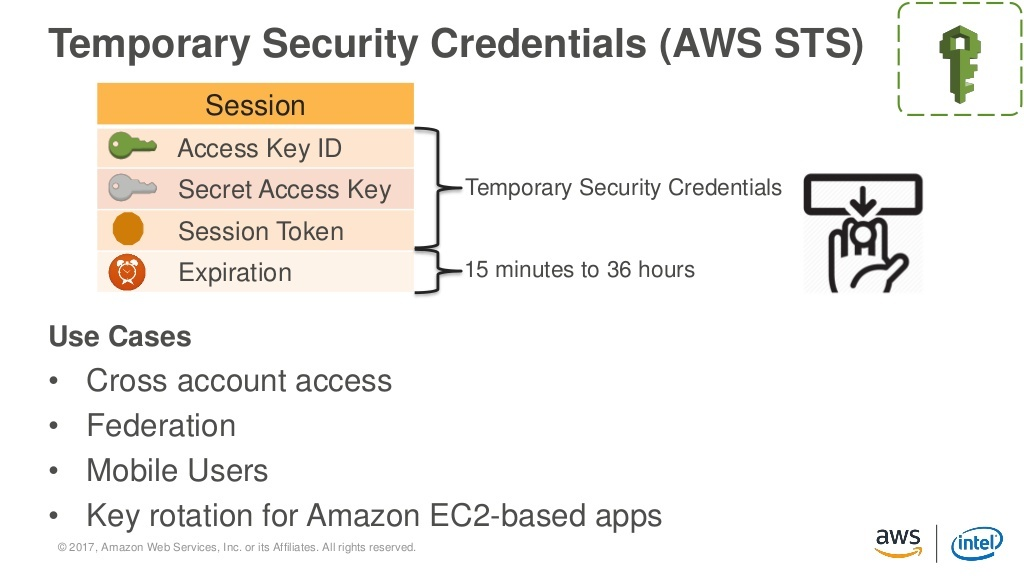 Temporary Security Credentials (AWS STS)
Session
Access Key ID
Secret Access Key
Session Token
Expiration
Temporary Security Credentials
15 minutes to 36 hours
Use Cases
• Cross account access
• Federation
• Mobile Users
• Key rotation for Amazon EC2-based apps
© 2017, Amazon Web Services, Inc. or its Affiliates. All rights reserved.
aws
intel